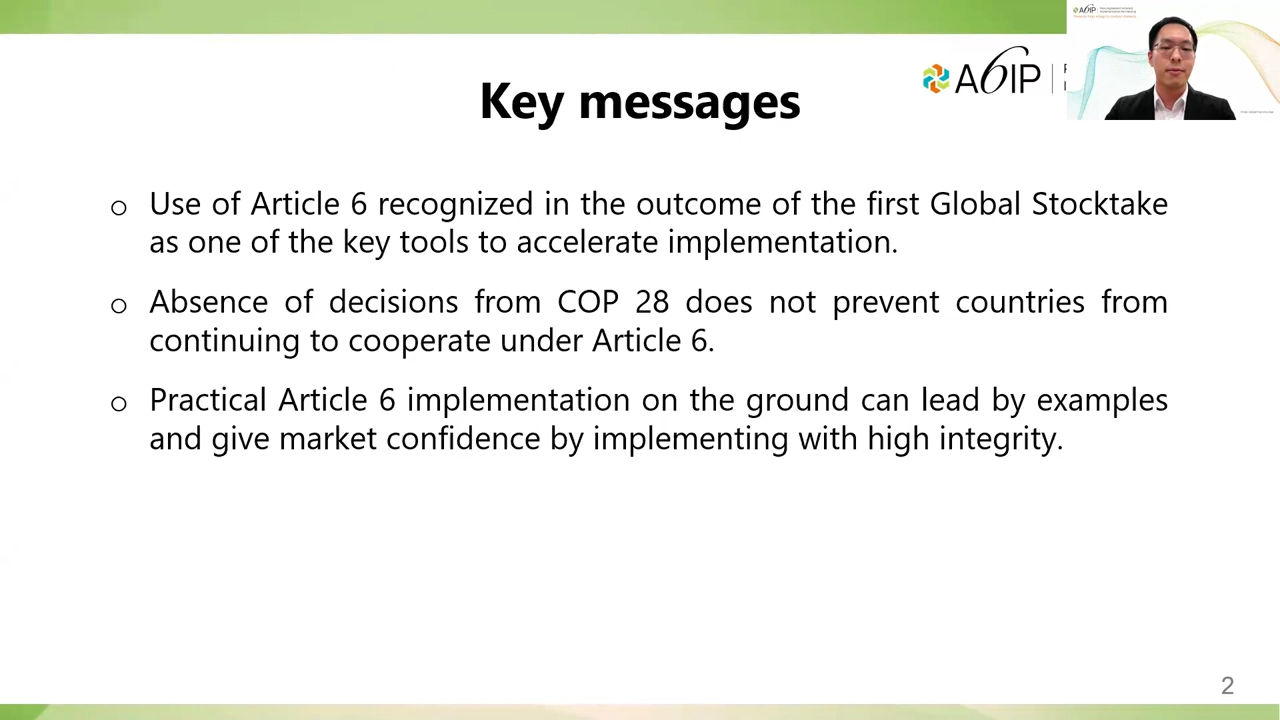 Key messages
A6IP
o Use of Article 6 recognized in the outcome of the first Global Stocktake
as one of the key tools to accelerate implementation.
o Absence of decisions from COP 28 does not prevent countries from
continuing to cooperate under Article 6.
o Practical Article 6 implementation on the ground can lead by examples
and give market confidence by implementing with high integrity.
2
A6IP